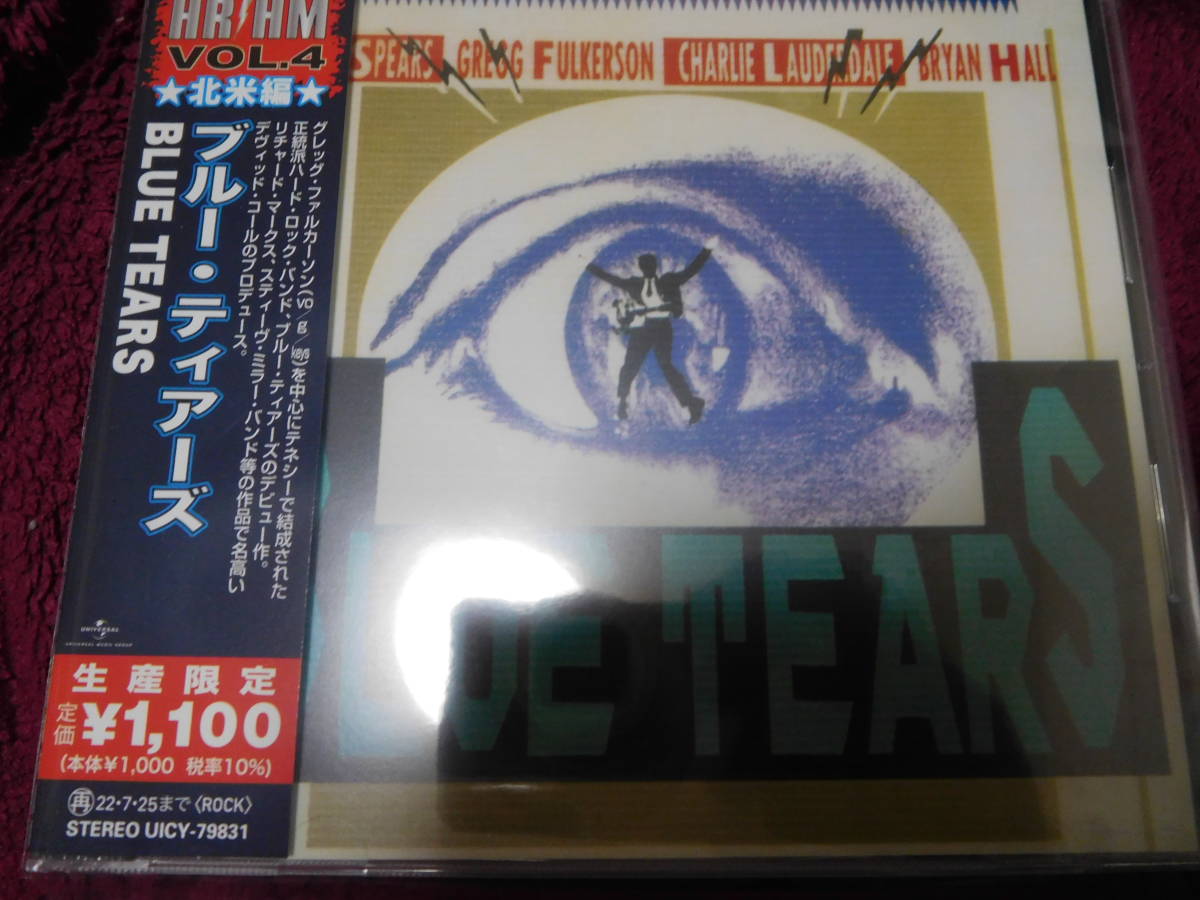 HR/HM
VOL.4
★北米編★
ブルー・ティアーズ
BLUE TEARS
グレッグ・ファルカーソン(vo/g/keys)を中心にテネシーで結成された
正統派ハード・ロック・バンド、ブルー・ティアーズのデビュー作。
リチャード・マークス、スティーヴ・ミラー・バンド等の作品で名高い
デヴィッド・コールのプロデュース。
UNIVERSAL
UNIVERSAL MUSIC GROUP
生産限定
定価 ¥1,100
(本体¥1,000 税率10%)
再 22・7・25まで〈ROCK〉
STEREO UICY-79831
SPEARS GREGG FULKERSON CHARLIE LAUDERDALE BRYAN HALL
BLUE TEARS